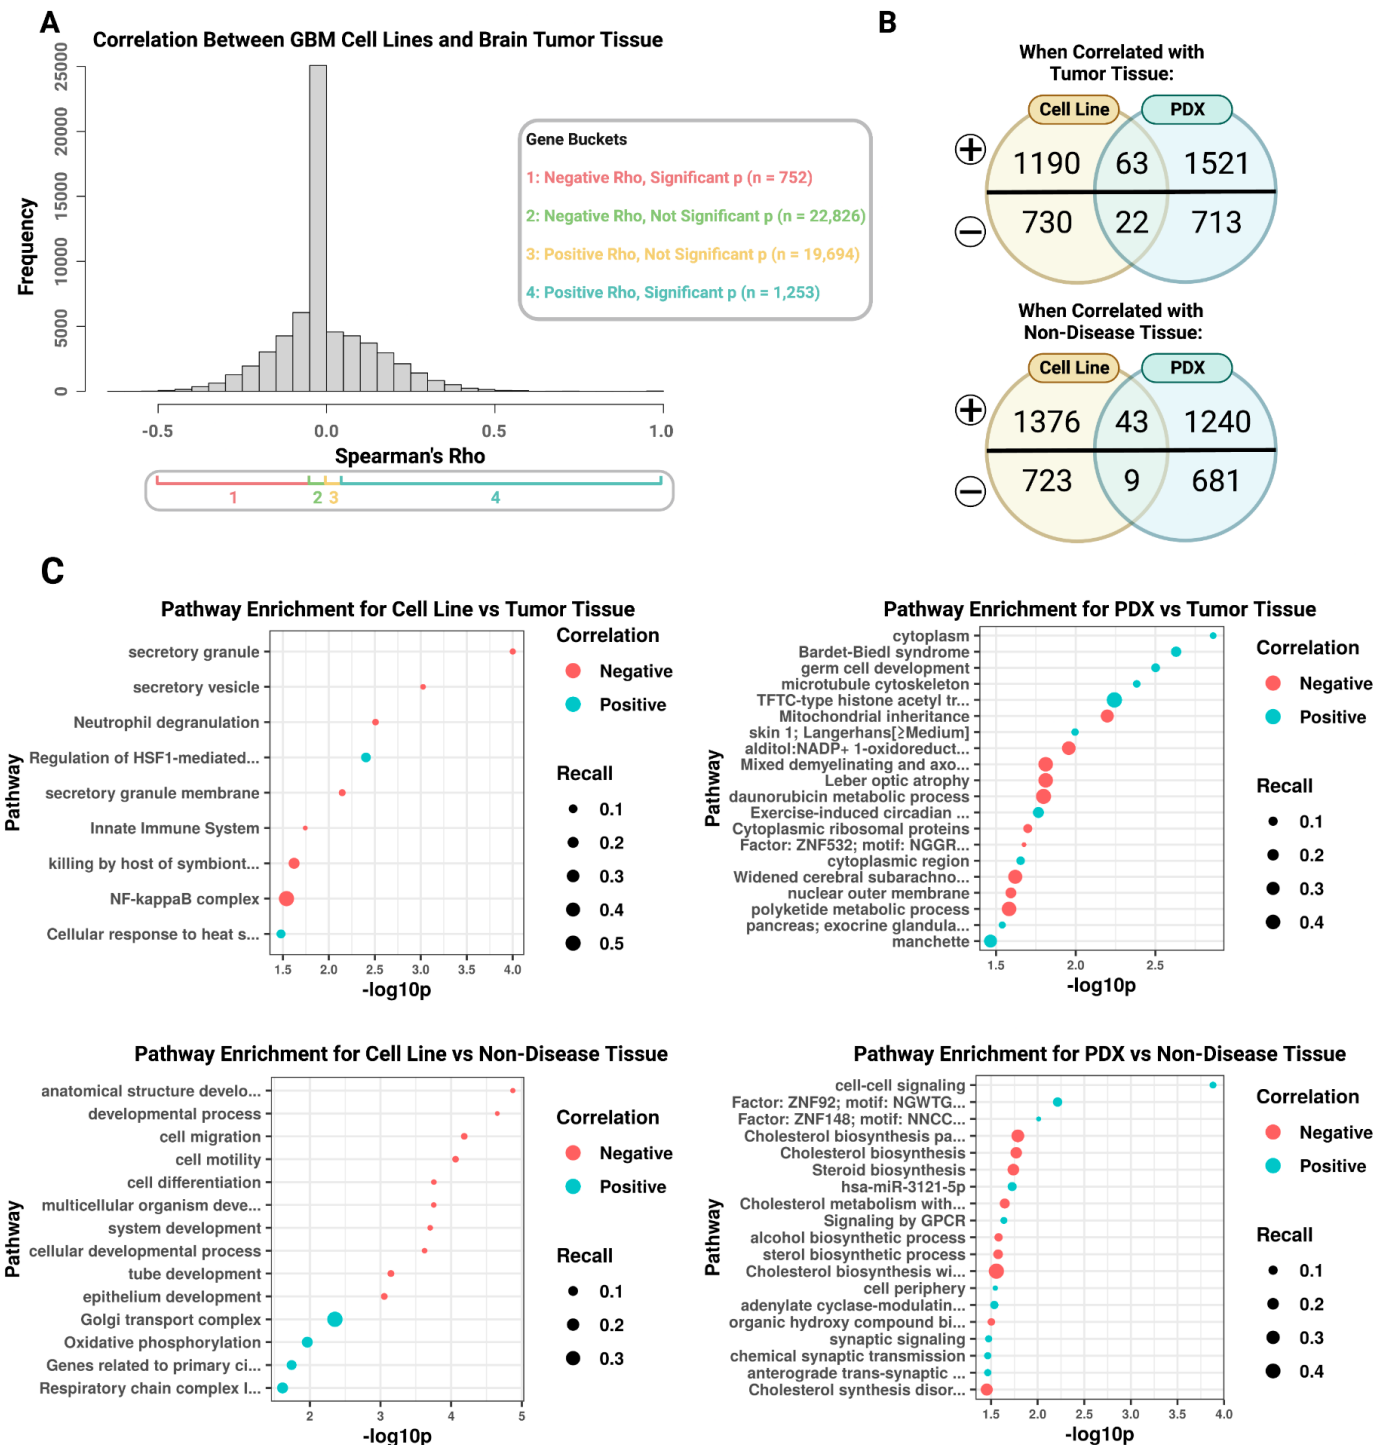 A
Correlation Between GBM Cell Lines and Brain Tumor Tissue
Frequency
0
5000
10000
15000
20000
25000
-0.5
0.0
0.5
1.0
Spearman's Rho
1
2
3
4
Gene Buckets
1: Negative Rho, Significant p (n = 752)
2: Negative Rho, Not Significant p (n = 22,826)
3: Positive Rho, Not Significant p (n = 19,694)
4: Positive Rho, Significant p (n = 1,253)
B
When Correlated with
Tumor Tissue:
Cell Line
PDX
+
1190
63
1521
−
730
22
713
When Correlated with
Non-Disease Tissue:
Cell Line
PDX
+
1376
43
1240
−
723
9
681
C
Pathway Enrichment for Cell Line vs Tumor Tissue
Pathway
secretory granule
secretory vesicle
Neutrophil degranulation
Regulation of HSF1-mediated...
secretory granule membrane
Innate Immune System
killing by host of symbiont...
NF-kappaB complex
Cellular response to heat s...
1.5
2.0
2.5
3.0
3.5
4.0
-log10p
Correlation
Negative
Positive
Recall
0.1
0.2
0.3
0.4
0.5
Pathway Enrichment for PDX vs Tumor Tissue
Pathway
cytoplasm
Bardet-Biedl syndrome
germ cell development
microtubule cytoskeleton
TFTC-type histone acetyl tr...
Mitochondrial inheritance
skin 1; Langerhans[≥Medium]
alditol:NADP+ 1-oxidoreduct...
Mixed demyelinating and axo...
Leber optic atrophy
daunorubicin metabolic process
Exercise-induced circadian ...
Cytoplasmic ribosomal proteins
Factor: ZNF532; motif: NGGR...
cytoplasmic region
Widened cerebral subarachno...
nuclear outer membrane
polyketide metabolic process
pancreas; exocrine glandula...
manchette
1.5
2.0
2.5
-log10p
Correlation
Negative
Positive
Recall
0.1
0.2
0.3
0.4
Pathway Enrichment for Cell Line vs Non-Disease Tissue
Pathway
anatomical structure develo...
developmental process
cell migration
cell motility
cell differentiation
multicellular organism deve...
system development
cellular developmental process
tube development
epithelium development
Golgi transport complex
Oxidative phosphorylation
Genes related to primary ci...
Respiratory chain complex I...
2
3
4
5
-log10p
Correlation
Negative
Positive
Recall
0.1
0.2
0.3
Pathway Enrichment for PDX vs Non-Disease Tissue
Pathway
cell-cell signaling
Factor: ZNF92; motif: NGWTG...
Factor: ZNF148; motif: NNCC...
Cholesterol biosynthesis pa...
Cholesterol biosynthesis
Steroid biosynthesis
hsa-miR-3121-5p
Cholesterol metabolism with...
Signaling by GPCR
alcohol biosynthetic process
sterol biosynthetic process
Cholesterol biosynthesis wi...
cell periphery
adenylate cyclase-modulatin...
organic hydroxy compound bi...
synaptic signaling
chemical synaptic transmission
anterograde trans-synaptic ...
Cholesterol synthesis disor...
1.5
2.0
2.5
3.0
3.5
4.0
-log10p
Correlation
Negative
Positive
Recall
0.1
0.2
0.3
0.4